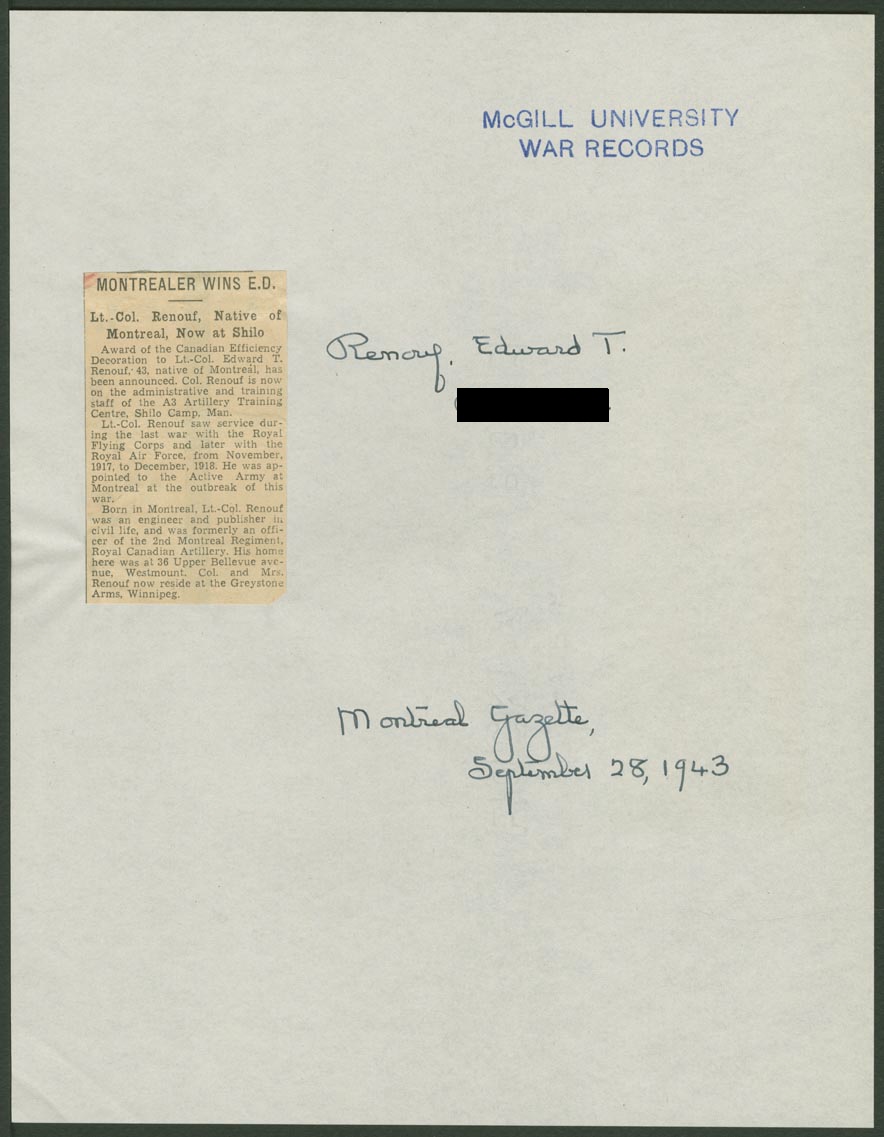 McGILL UNIVERSITY
WAR RECORDS
MONTREALER WINS E.D.
Lt.-Col. Renouf, Native of
Montreal, Now at Shilo
Award of the Canadian Efficiency
Decoration to Lt.-Col. Edward T.
Renouf, 43, native of Montreal, has
been announced. Col. Renouf is now
on the administrative and training
staff of the A3 Artillery Training
Centre, Shilo Camp, Man.
Lt.-Col. Renouf saw service dur-
ing the last war with the Royal
Flying Corps and later with the
Royal Air Force, from November,
1917, to December, 1918. He was ap-
pointed to the Active Army at
Montreal at the outbreak of this
war.
Born in Montreal, Lt.-Col. Renouf
was an engineer and publisher in
civil life, and was formerly an offi-
cer of the 2nd Montreal Regiment,
Royal Canadian Artillery. His home
here was at 36 Upper Bellevue ave-
nue, Westmount. Col. and Mrs.
Renouf now reside at the Greystone
Arms, Winnipeg.
Renouf, Edward T.
Montreal Gazette,
September 28, 1943